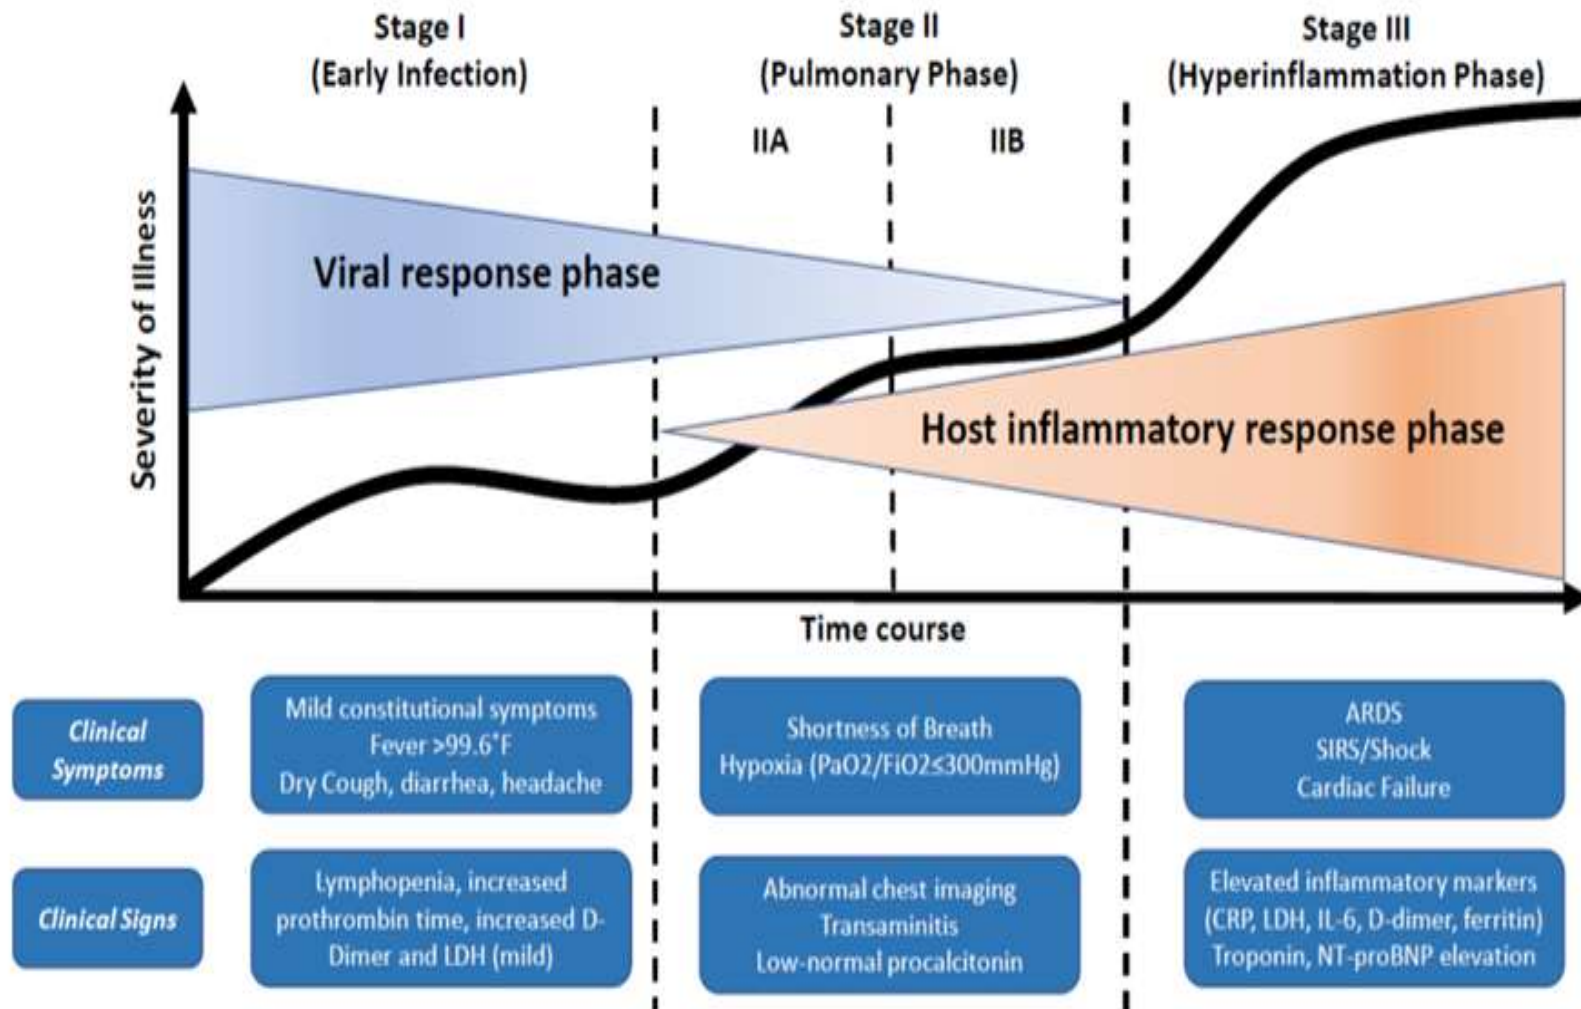 Stage I
(Early Infection)
Stage II
(Pulmonary Phase)
Stage III
(Hyperinflammation Phase)
IIA
IIB
Severity of Illness
Viral response phase
Host inflammatory response phase
Time course
Clinical
Symptoms
Mild constitutional symptoms
Fever >99.6°F
Dry Cough, diarrhea, headache
Shortness of Breath
Hypoxia (PaO2/FiO2≤300mmHg)
ARDS
SIRS/Shock
Cardiac Failure
Clinical Signs
Lymphopenia, increased
prothrombin time, increased D-
Dimer and LDH (mild)
Abnormal chest imaging
Transaminitis
Low-normal procalcitonin
Elevated inflammatory markers
(CRP, LDH, IL-6, D-dimer, ferritin)
Troponin, NT-proBNP elevation